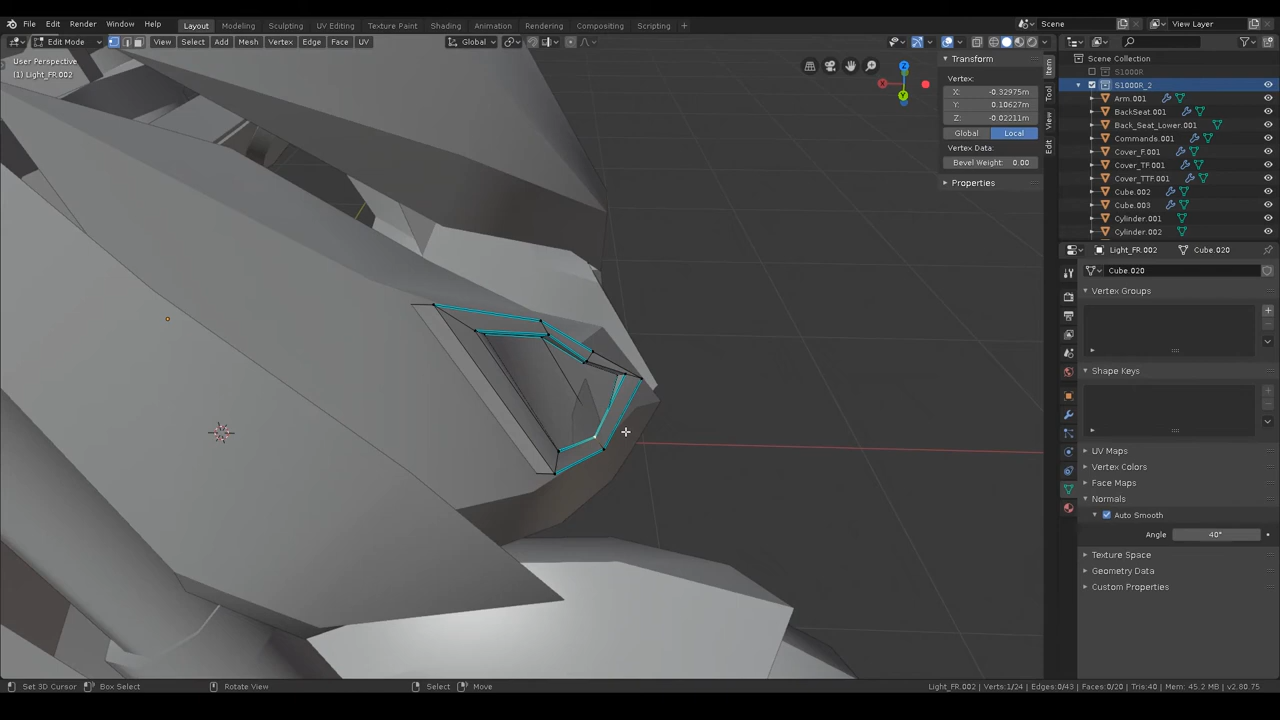 File Edit Render Window Help Layout Modeling Sculpting UV Editing Texture Paint Shading Animation Rendering Compositing Scripting + Scene View Layer
Edit Mode View Select Add Mesh Vertex Edge Face UV Global
User Perspective
(1) Light_FR.002
Transform
Vertex:
X: -0.32975m
Y: 0.10627m
Z: -0.02211m
Global Local
Vertex Data:
Bevel Weight: 0.00
Properties
Item
Tool
View
Edit
Scene Collection
S1000R
S1000R_2
Arm.001
BackSeat.001
Back_Seat_Lower.001
Commands.001
Cover_F.001
Cover_TF.001
Cover_TTF.001
Cube.002
Cube.003
Cylinder.001
Cylinder.002
Light_FR.002 Cube.020
Cube.020
Vertex Groups
Shape Keys
UV Maps
Vertex Colors
Face Maps
Normals
Auto Smooth
Angle 40°
Texture Space
Geometry Data
Custom Properties
Set 3D Cursor Box Select Rotate View Select Move Light_FR.002 | Verts:1/24 | Edges:0/43 | Faces:0/20 | Tris:40 | Mem: 45.2 MB | v2.80.75